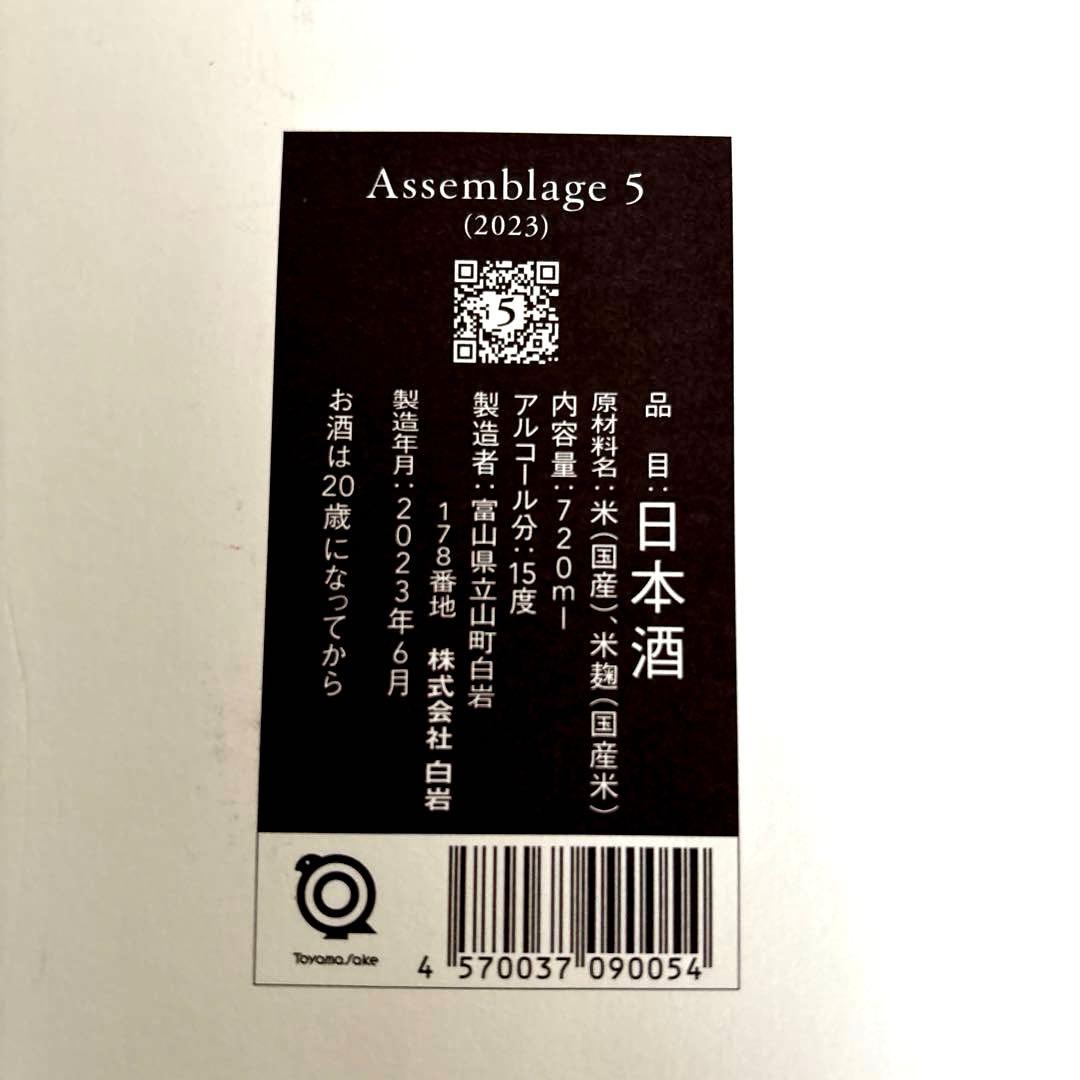 Assemblage 5
(2023)
5
品 目:日本酒
原材料名:米(国産)、米麹(国産米)
内容量:720ml
アルコール分:15度
製造者:富山県立山町白岩
178番地 株式会社 白岩
製造年月:2023年6月
お酒は20歳になってから
Toyama Sake
4 570037 090054